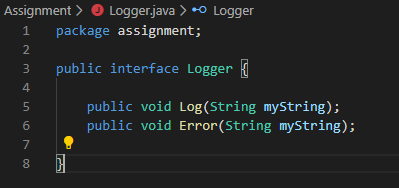 Assignment > Logger.java > Logger
1 package assignment;
2
3 public interface Logger {
4
5 public void Log(String myString);
6 public void Error(String myString);
7
8 }